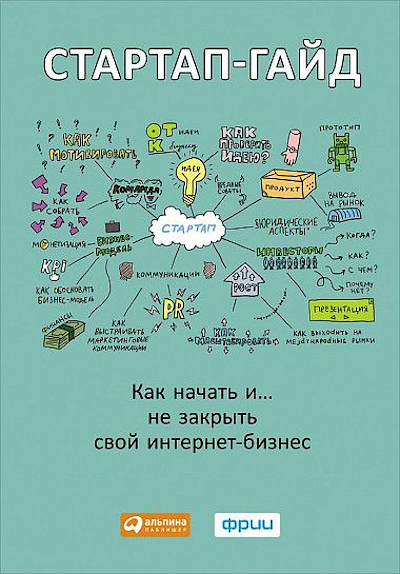 СТАРТАП-ГАЙД
КАК
МОТИВИРОВАТЬ
ОТ ИДЕИ
К бизнесу
КАК
ПРОВЕРИТЬ
ИДЕЮ?
ПРОТОТИП
ИДЕЯ
КОМАНДА
ВРЕДНЫЕ
СОВЕТЫ
ПРОДУКТ
КАК
СОБРАТЬ
СТАРТАП
ЮРИДИЧЕСКИЕ
АСПЕКТЫ
ВЫВОД
НА РЫНОК
МОНЕТИЗАЦИЯ
БИЗНЕС-
МОДЕЛЬ
ИНВЕСТОРЫ
КОГДА?
КАК?
С ЧЕМ?
ПОЧЕМУ
НЕТ?
KPI
КОММУНИКАЦИИ
РОСТ
КАК ОБОСНОВАТЬ
БИЗНЕС-МОДЕЛЬ
PR
ПРЕЗЕНТАЦИЯ
ФИНАНСЫ
КАК
ВЫСТРАИВАТЬ
МАРКЕТИНГОВЫЕ
КОММУНИКАЦИИ
КАК
МАСШТАБИРОВАТЬ
КАК ВЫХОДИТЬ НА
МЕЖДУНАРОДНЫЕ РЫНКИ
Как начать и...
не закрыть
свой интернет-бизнес
альпина
ПАБЛИШЕР
фрии